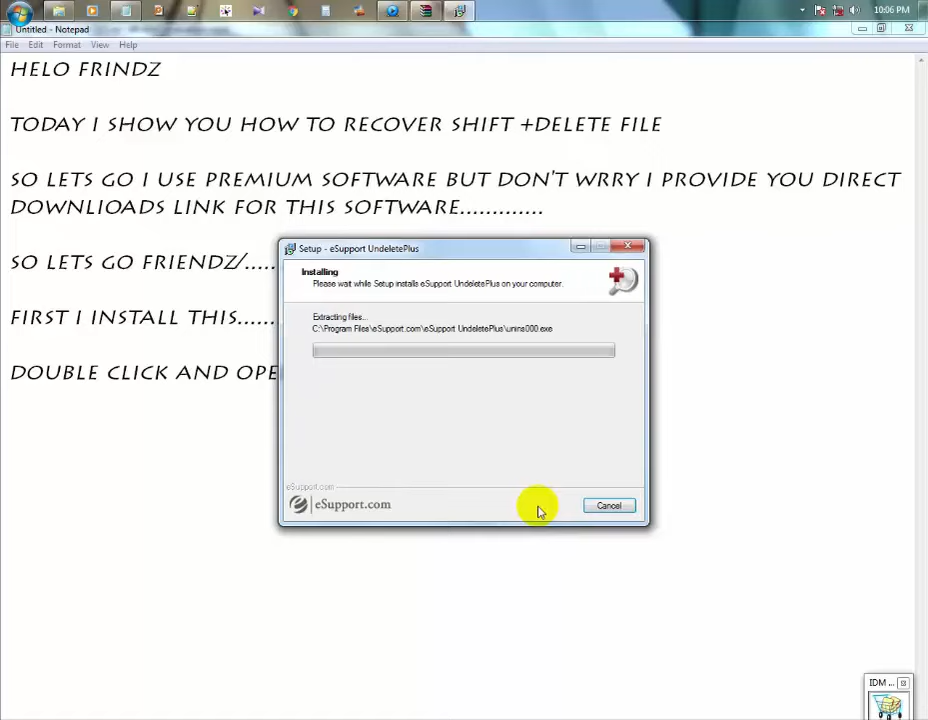 10:06 PM
Untitled - Notepad
File Edit Format View Help
HELO FRINDZ
TODAY I SHOW YOU HOW TO RECOVER SHIFT +DELETE FILE
SO LETS GO I USE PREMIUM SOFTWARE BUT DON'T WRRY I PROVIDE YOU DIRECT
DOWNLIOADS LINK FOR THIS SOFTWARE.............
SO LETS GO FRIENDZ/.....
FIRST I INSTALL THIS.......
DOUBLE CLICK AND OPE
Setup - eSupport UndeletePlus
Installing
Please wait while Setup installs eSupport UndeletePlus on your computer.
Extracting files...
C:\Program Files\eSupport.com\eSupport UndeletePlus\unins000.exe
eSupport.com
eSupport.com
Cancel
IDM ...